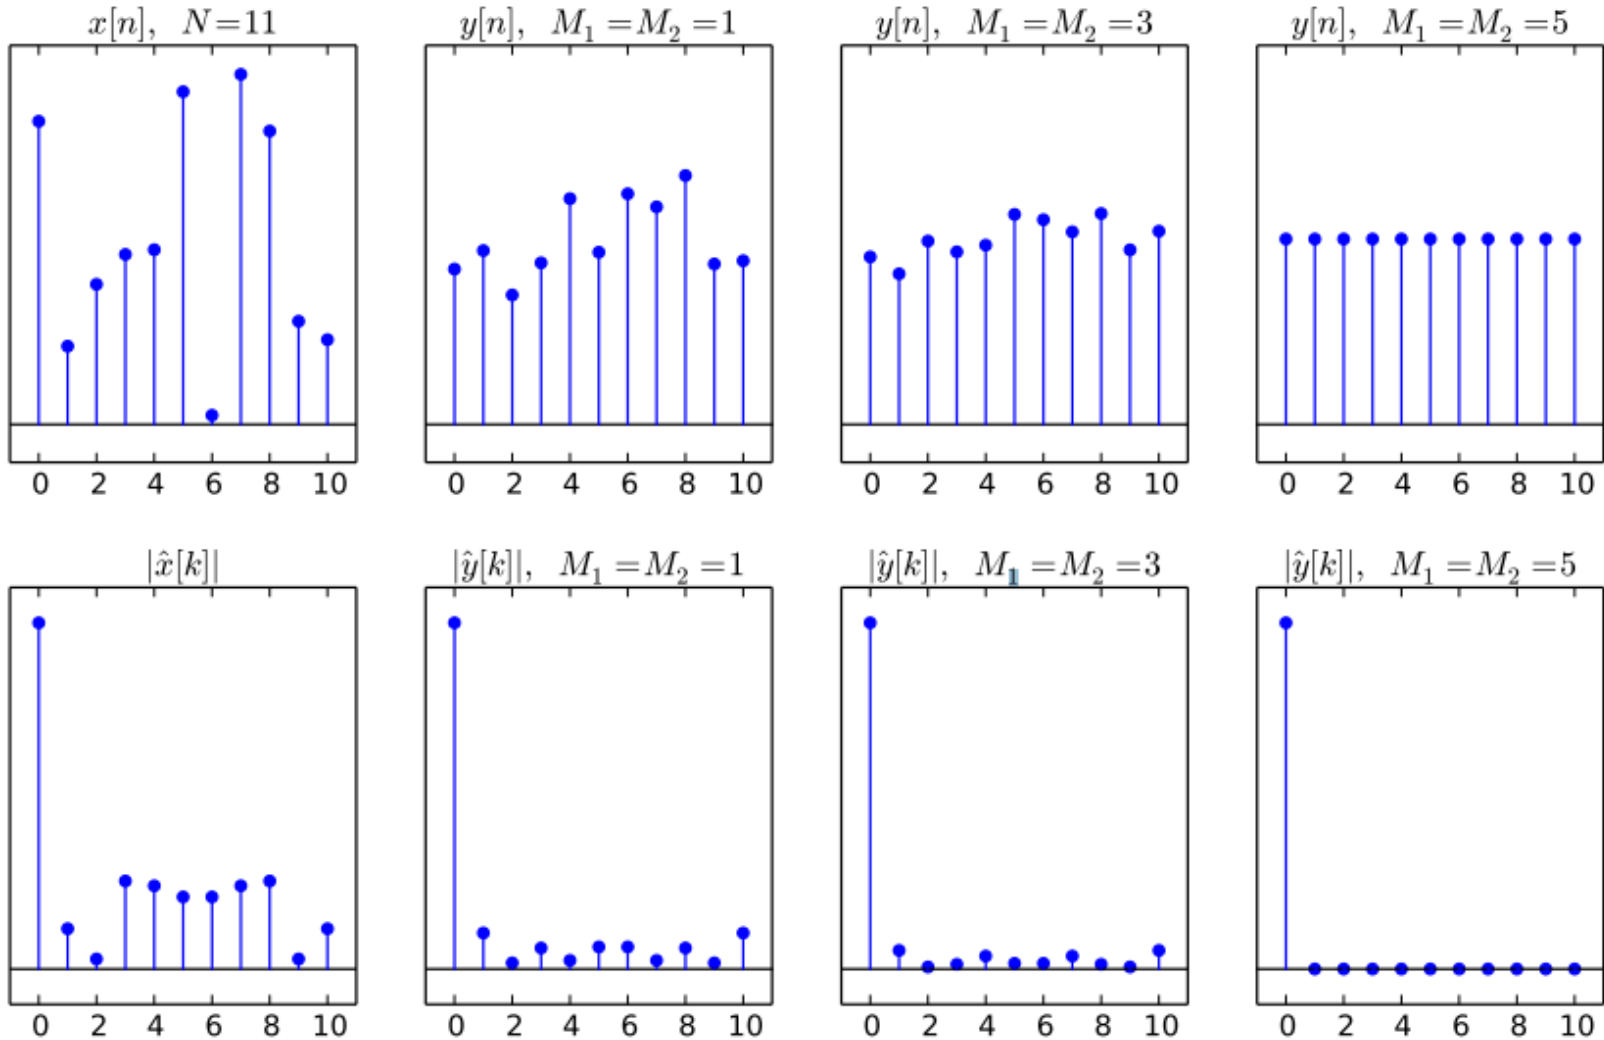 x[n], N=11
y[n], M₁=M₂=1
y[n], M₁=M₂=3
y[n], M₁=M₂=5
0 2 4 6 8 10
0 2 4 6 8 10
0 2 4 6 8 10
0 2 4 6 8 10
|x̂[k]|
|ŷ[k]|, M₁=M₂=1
|ŷ[k]|, M₁=M₂=3
|ŷ[k]|, M₁=M₂=5
0 2 4 6 8 10
0 2 4 6 8 10
0 2 4 6 8 10
0 2 4 6 8 10